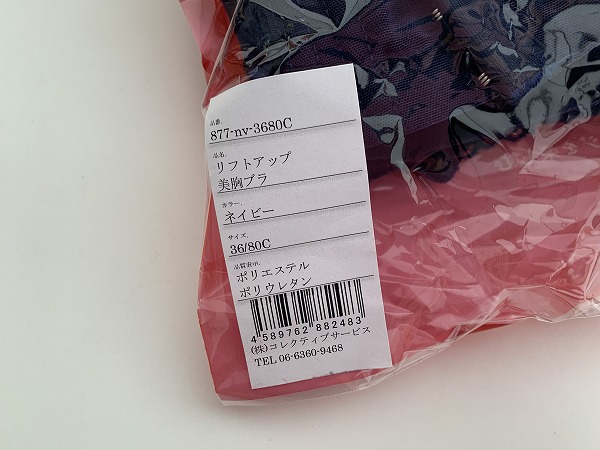 品番.
877-nv-3680C
品名.
リフトアップ
美胸ブラ
カラー.
ネイビー
サイズ.
36/80C
品質表示.
ポリエステル
ポリウレタン
4 589762 882483
(株)コレクティブサービス
TEL 06-6360-9468